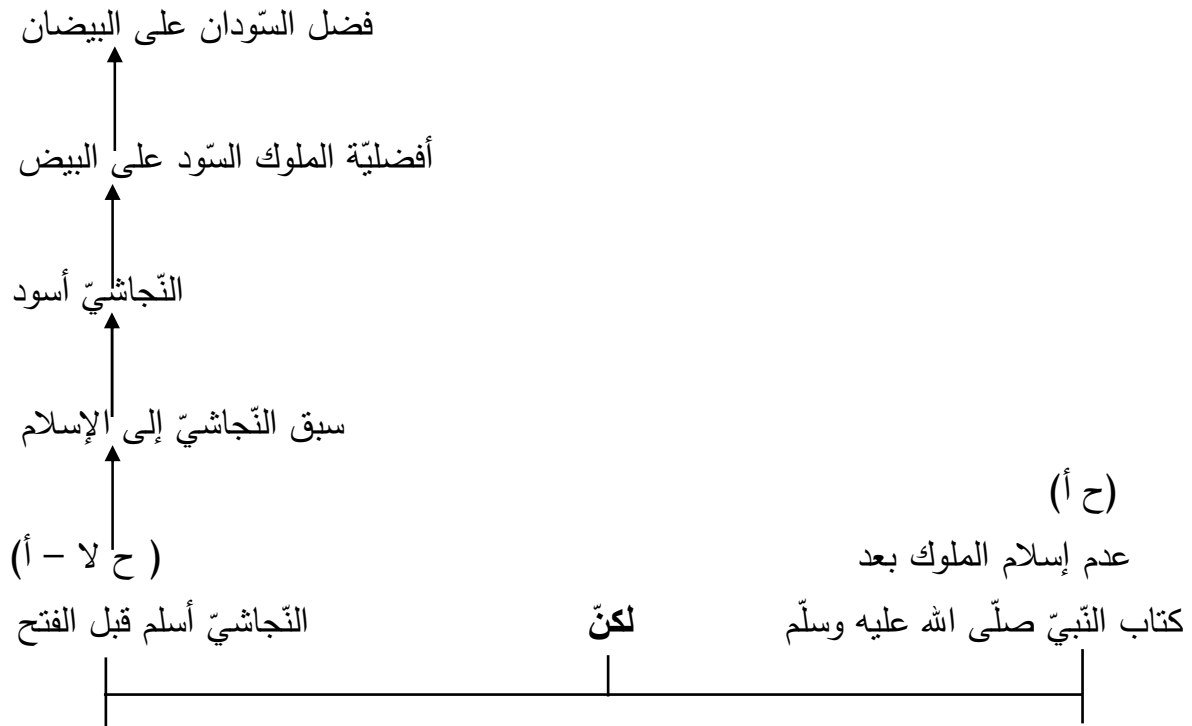 فضل السّودان على البيضان
أفضليّة الملوك السّود على البيض
النّجاشيّ أسود
سبق النّجاشيّ إلى الإسلام
(ح أ)
عدم إسلام الملوك بعد ( ح لا – أ)
كتاب النّبيّ صلّى الله عليه وسلّم لكنّ النّجاشيّ أسلم قبل الفتح